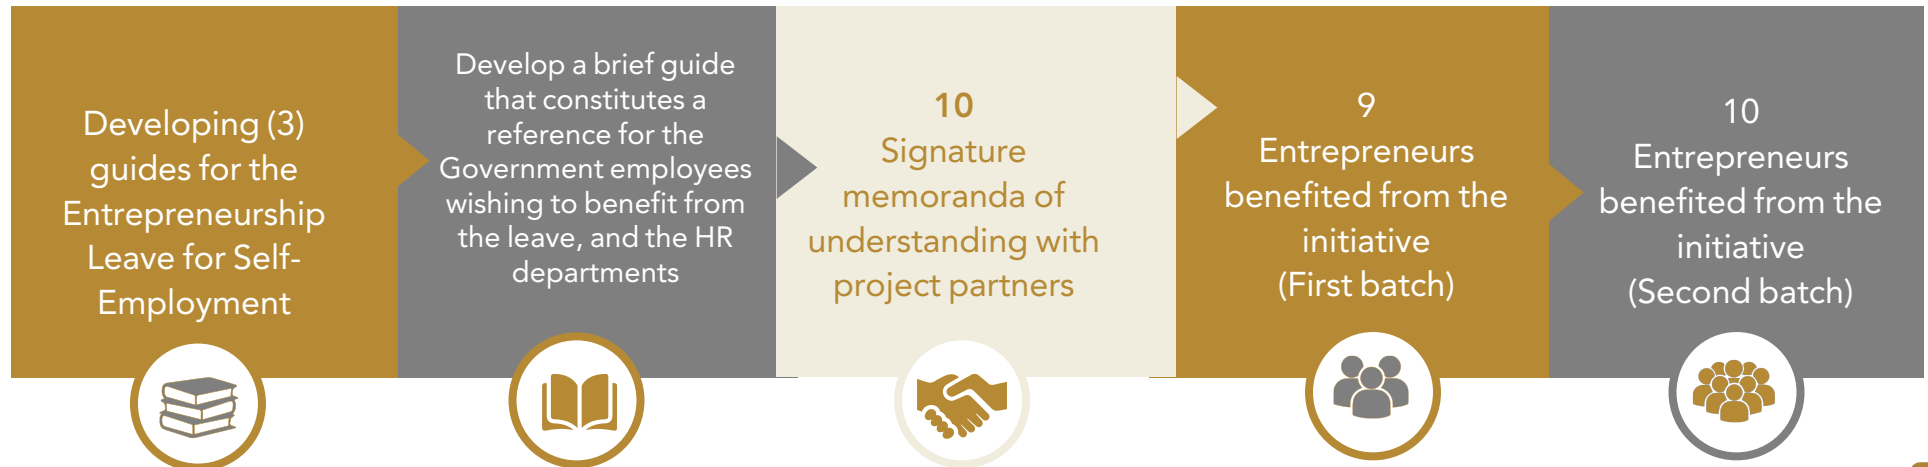 Developing (3)
guides for the
Entrepreneurship
Leave for Self-
Employment
Develop a brief guide
that constitutes a
reference for the
Government employees
wishing to benefit from
the leave, and the HR
departments
10
Signature
memoranda of
understanding with
project partners
9
Entrepreneurs
benefited from the
initiative
(First batch)
10
Entrepreneurs
benefited from the
initiative
(Second batch)